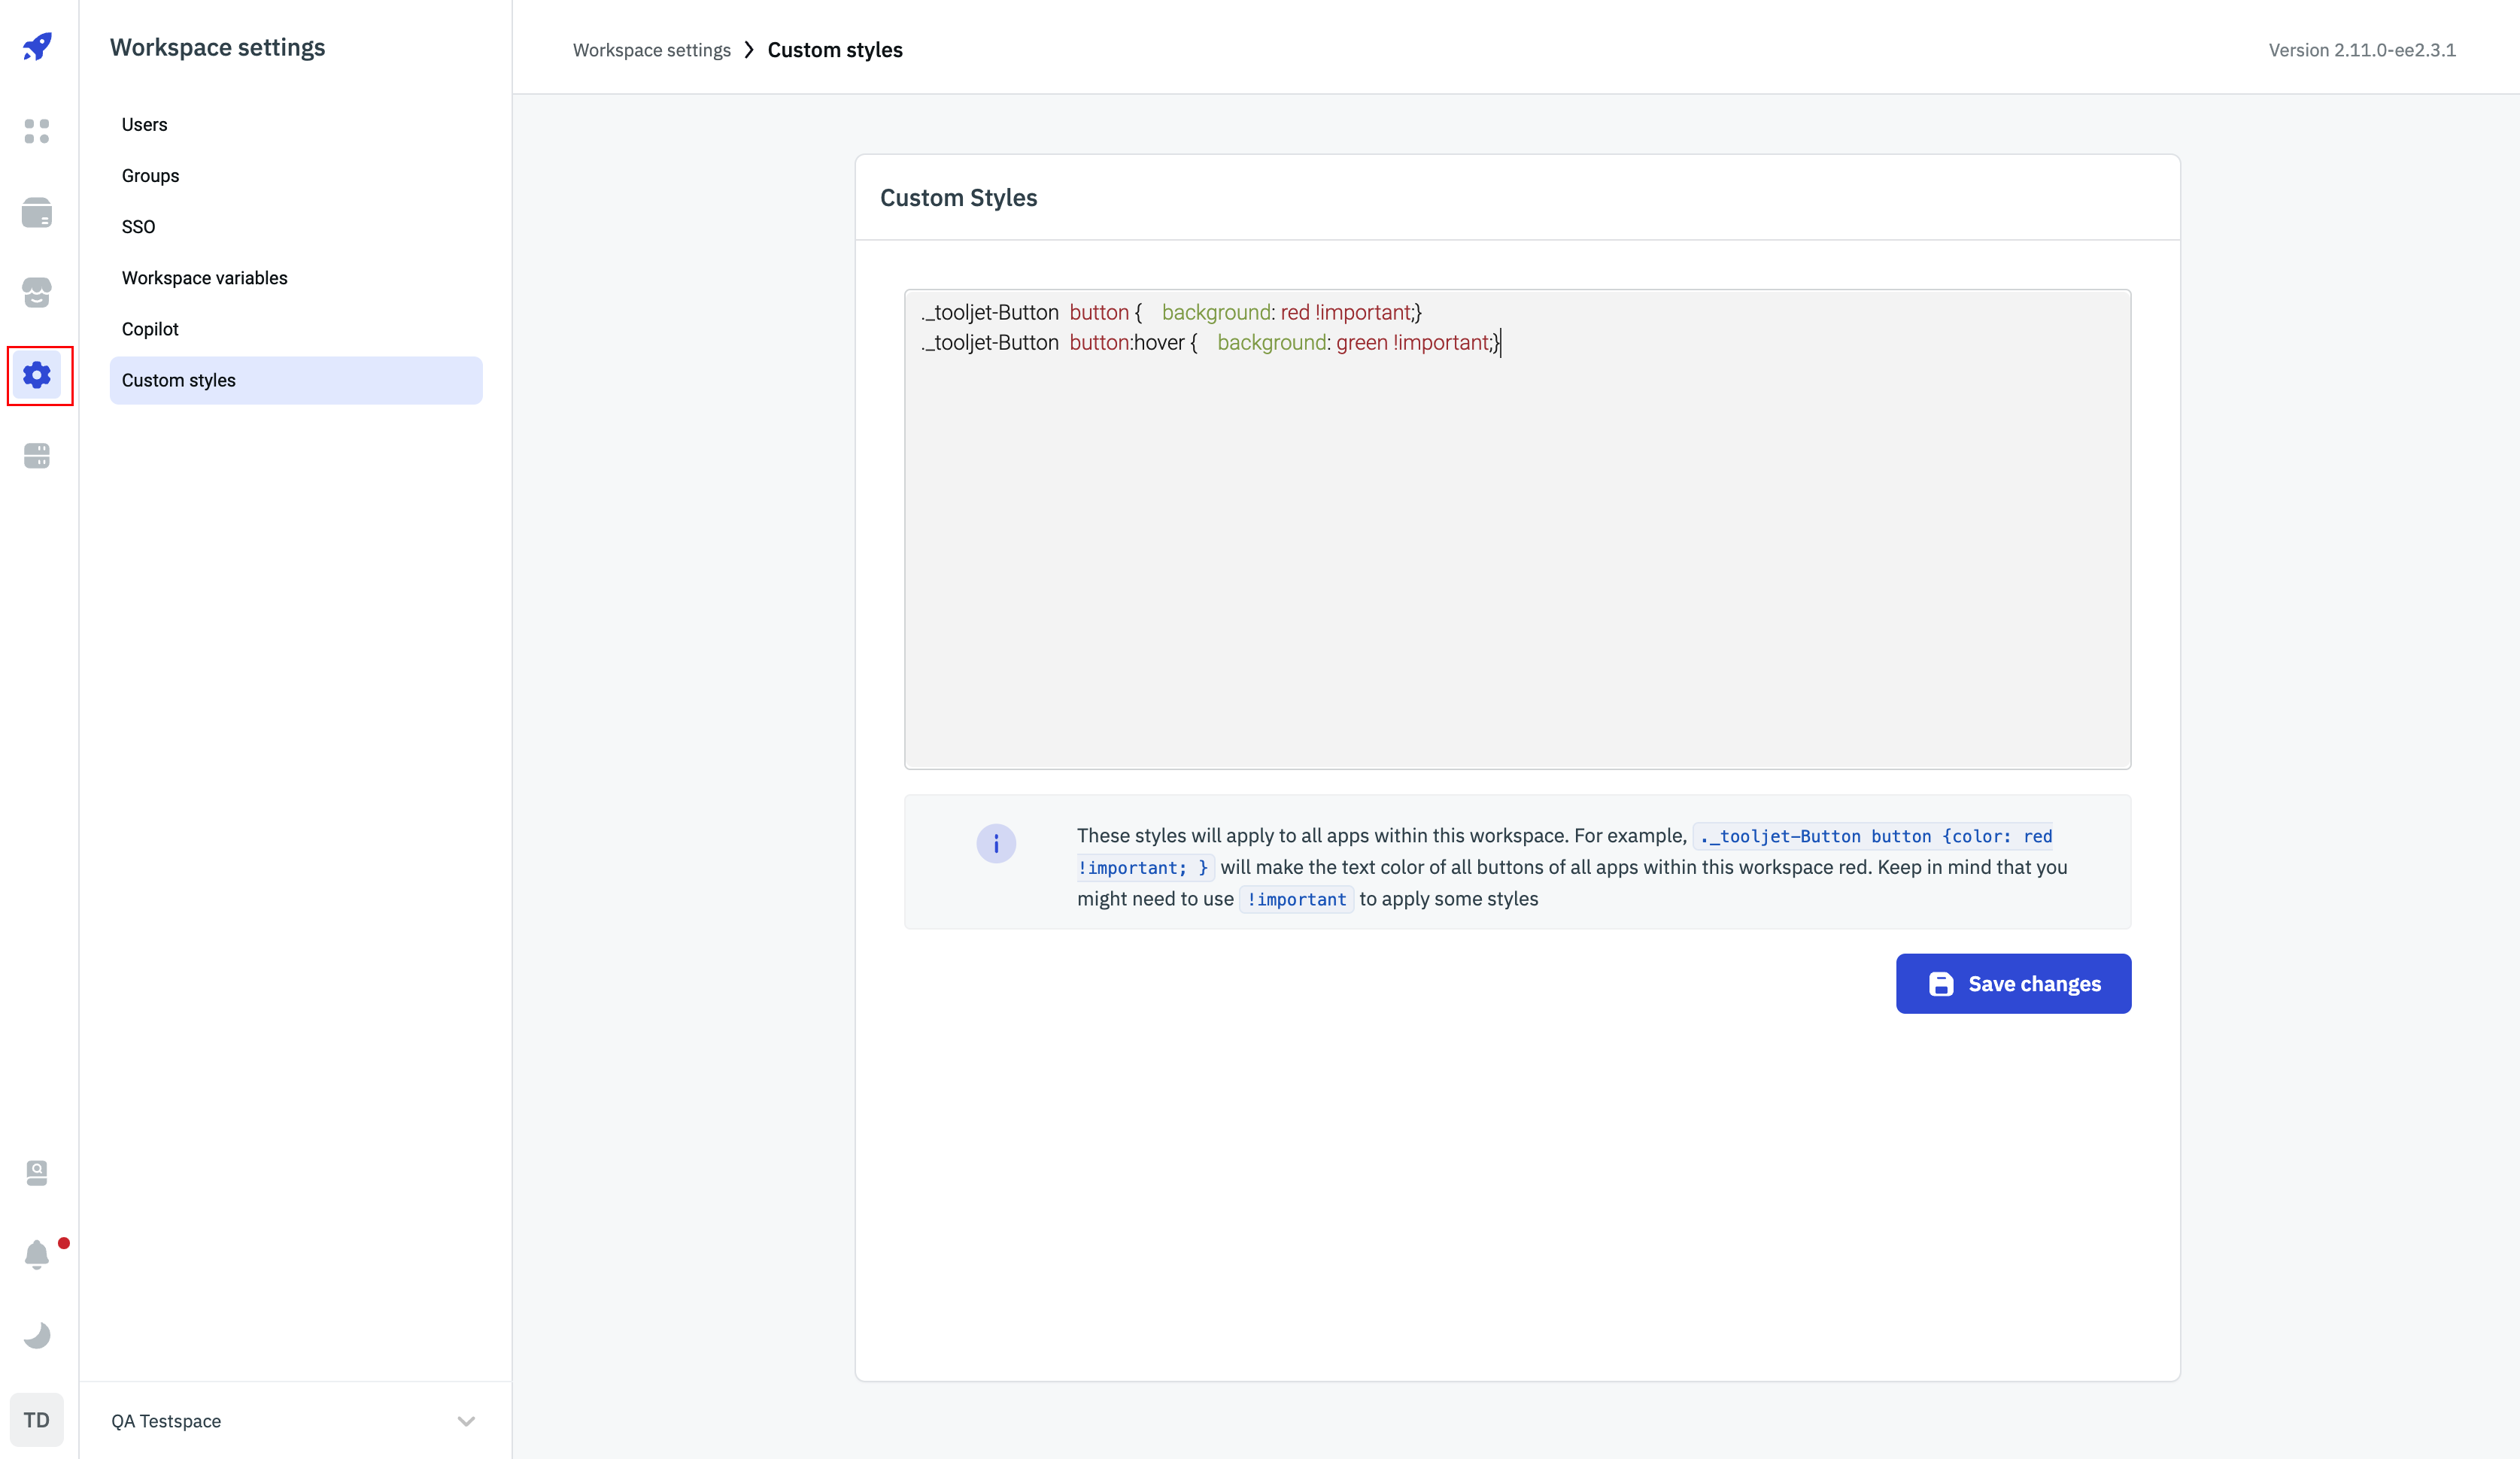 Workspace settings
Users
Groups
SSO
Workspace variables
Copilot
Custom styles
TD
QA Testspace
Workspace settings > Custom styles
Version 2.11.0-ee2.3.1
Custom Styles
._tooljet-Button  button {    background: red !important;}
._tooljet-Button  button:hover {    background: green !important;}
i
These styles will apply to all apps within this workspace. For example, ._tooljet-Button button {color: red
!important; } will make the text color of all buttons of all apps within this workspace red. Keep in mind that you
might need to use !important to apply some styles
Save changes